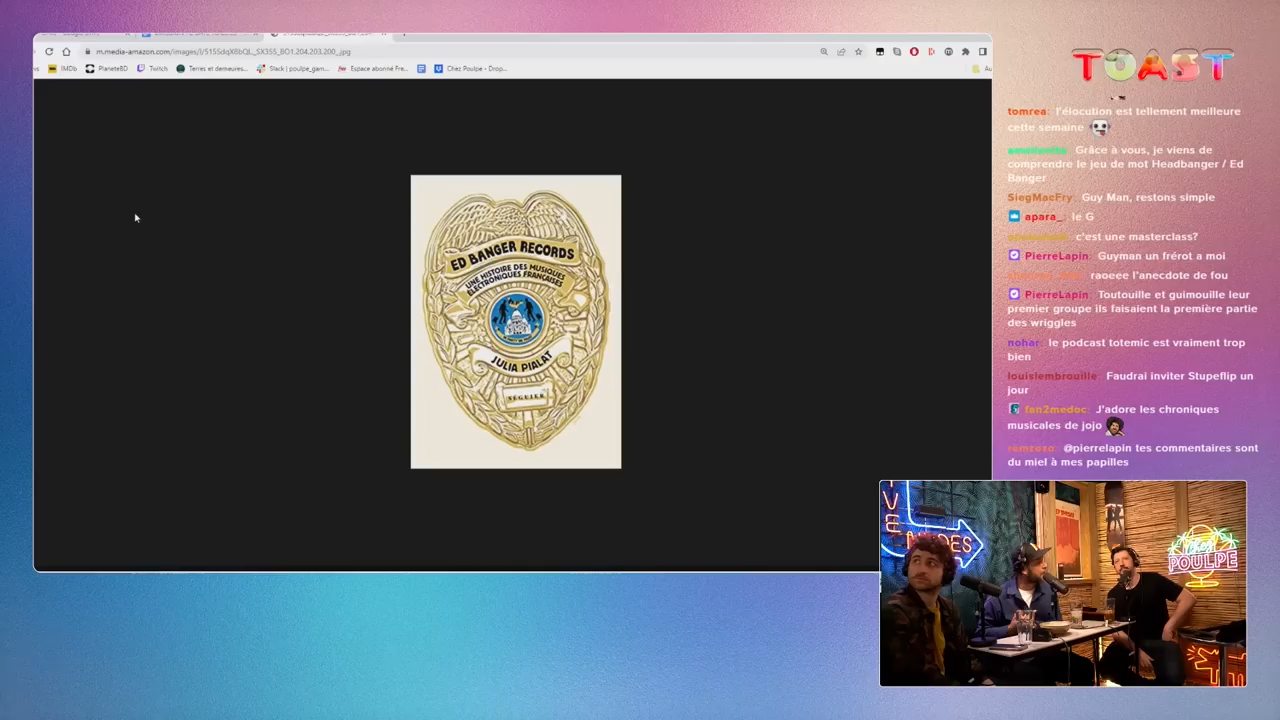 m.media-amazon.com/images/I/5155dqX8bQL._SX355_BO1,204,203,200_.jpg
IMDb
PlaneteBD
Twitch
Terries et demeures...
Slack | poulpe_gam...
Espace abonné Fre...
Chez Poulpe - Drop...
Au
ED BANGER RECORDS
UNE HISTOIRE DES MUSIQUES
ÉLECTRONIQUES FRANÇAISES
JULIA PIALAT
SÉGUIER
TOAST
tomrea: l'élocution est tellement meilleure
cette semaine
Grâce à vous, je viens de
comprendre le jeu de mot Headbanger / Ed
Banger
SiegMacFry: Guy Man, restons simple
apara_: le G
c'est une masterclass?
PierreLapin: Guyman un frérot a moi
raoeee l'anecdote de fou
PierreLapin: Toutouille et guimouille leur
premier groupe ils faisaient la première partie
des wriggles
nohar: le podcast totemic est vraiment trop
bien
louislembrouille: Faudrai inviter Stupeflip un
jour
fan2medoc: J'adore les chroniques
musicales de jojo
remzozo: @pierrelapin tes commentaires sont
du miel à mes papilles
POULPE